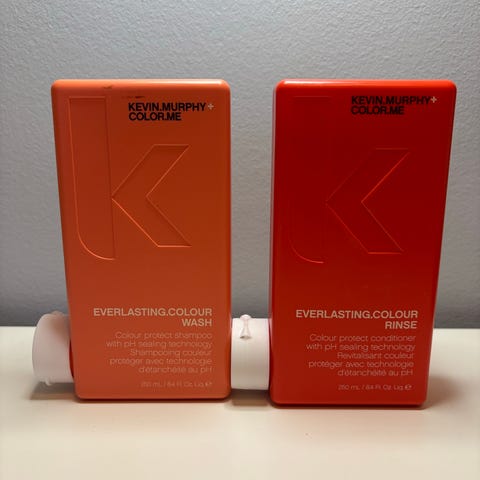 KEVIN.MURPHY+
COLOR.ME
EVERLASTING.COLOUR
WASH
Colour protect shampoo
with pH sealing technology
Shampooing couleur
protéger avec technologie
d'étanchéité au pH
250 mL / 8.4 Fl. Oz. Liq. ℮
KEVIN.MURPHY+
COLOR.ME
EVERLASTING.COLOUR
RINSE
Colour protect conditioner
with pH sealing technology
Revitalisant couleur
protéger avec technologie
d'étanchéité au pH
250 mL / 8.4 Fl. Oz. Liq. ℮